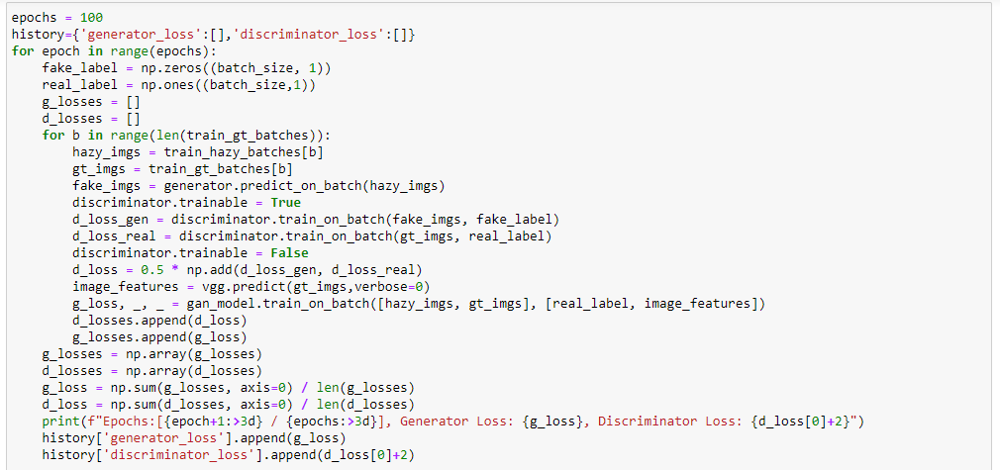 epochs = 100
history={'generator_loss':[],'discriminator_loss':[]}
for epoch in range(epochs):
    fake_label = np.zeros((batch_size, 1))
    real_label = np.ones((batch_size,1))
    g_losses = []
    d_losses = []
    for b in range(len(train_gt_batches)):
        hazy_imgs = train_hazy_batches[b]
        gt_imgs = train_gt_batches[b]
        fake_imgs = generator.predict_on_batch(hazy_imgs)
        discriminator.trainable = True
        d_loss_gen = discriminator.train_on_batch(fake_imgs, fake_label)
        d_loss_real = discriminator.train_on_batch(gt_imgs, real_label)
        discriminator.trainable = False
        d_loss = 0.5 * np.add(d_loss_gen, d_loss_real)
        image_features = vgg.predict(gt_imgs,verbose=0)
        g_loss, _, _ = gan_model.train_on_batch([hazy_imgs, gt_imgs], [real_label, image_features])
        d_losses.append(d_loss)
        g_losses.append(g_loss)
    g_losses = np.array(g_losses)
    d_losses = np.array(d_losses)
    g_loss = np.sum(g_losses, axis=0) / len(g_losses)
    d_loss = np.sum(d_losses, axis=0) / len(d_losses)
    print(f"Epochs:[{epoch+1:>3d} / {epochs:>3d}], Generator Loss: {g_loss}, Discriminator Loss: {d_loss[0]+2}")
    history['generator_loss'].append(g_loss)
    history['discriminator_loss'].append(d_loss[0]+2)